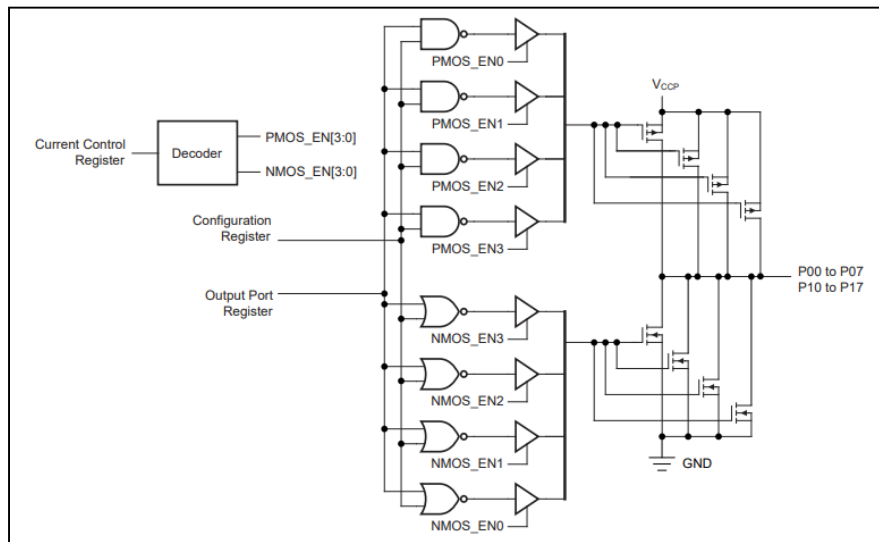 PMOS_EN0
PMOS_EN1
PMOS_EN2
PMOS_EN3
Current Control
Register
Decoder
PMOS_EN[3:0]
NMOS_EN[3:0]
Configuration
Register
Output Port
Register
NMOS_EN3
NMOS_EN2
NMOS_EN1
NMOS_EN0
VCCP
P00 to P07
P10 to P17
GND